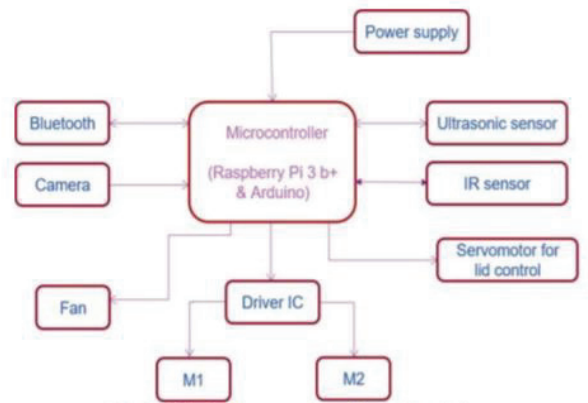 Power supply
Bluetooth
Microcontroller
(Raspberry Pi 3 b+
& Arduino)
Ultrasonic sensor
Camera
IR sensor
Servomotor for
lid control
Fan
Driver IC
M1
M2